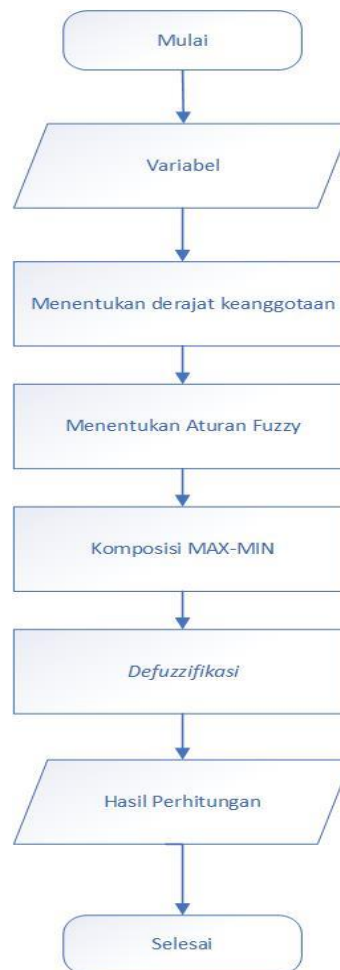 Mulai
Variabel
Menentukan derajat keanggotaan
Menentukan Aturan Fuzzy
Komposisi MAX-MIN
Defuzzifikasi
Hasil Perhitungan
Selesai